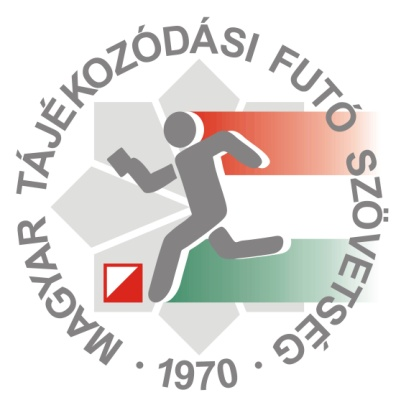 MAGYAR TÁJÉKOZÓDÁSI FUTÓ SZÖVETSÉG
· 1970 ·